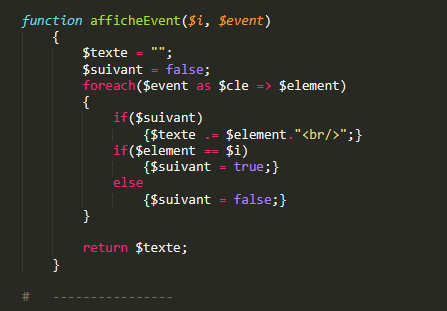 function afficheEvent($i, $event)
{
$texte = "";
$suivant = false;
foreach($event as $cle => $element)
{
if($suivant)
{$texte .= $element."<br/>";}
if($element == $i)
{$suivant = true;}
else
{$suivant = false;}
}
return $texte;
}
# ----------------